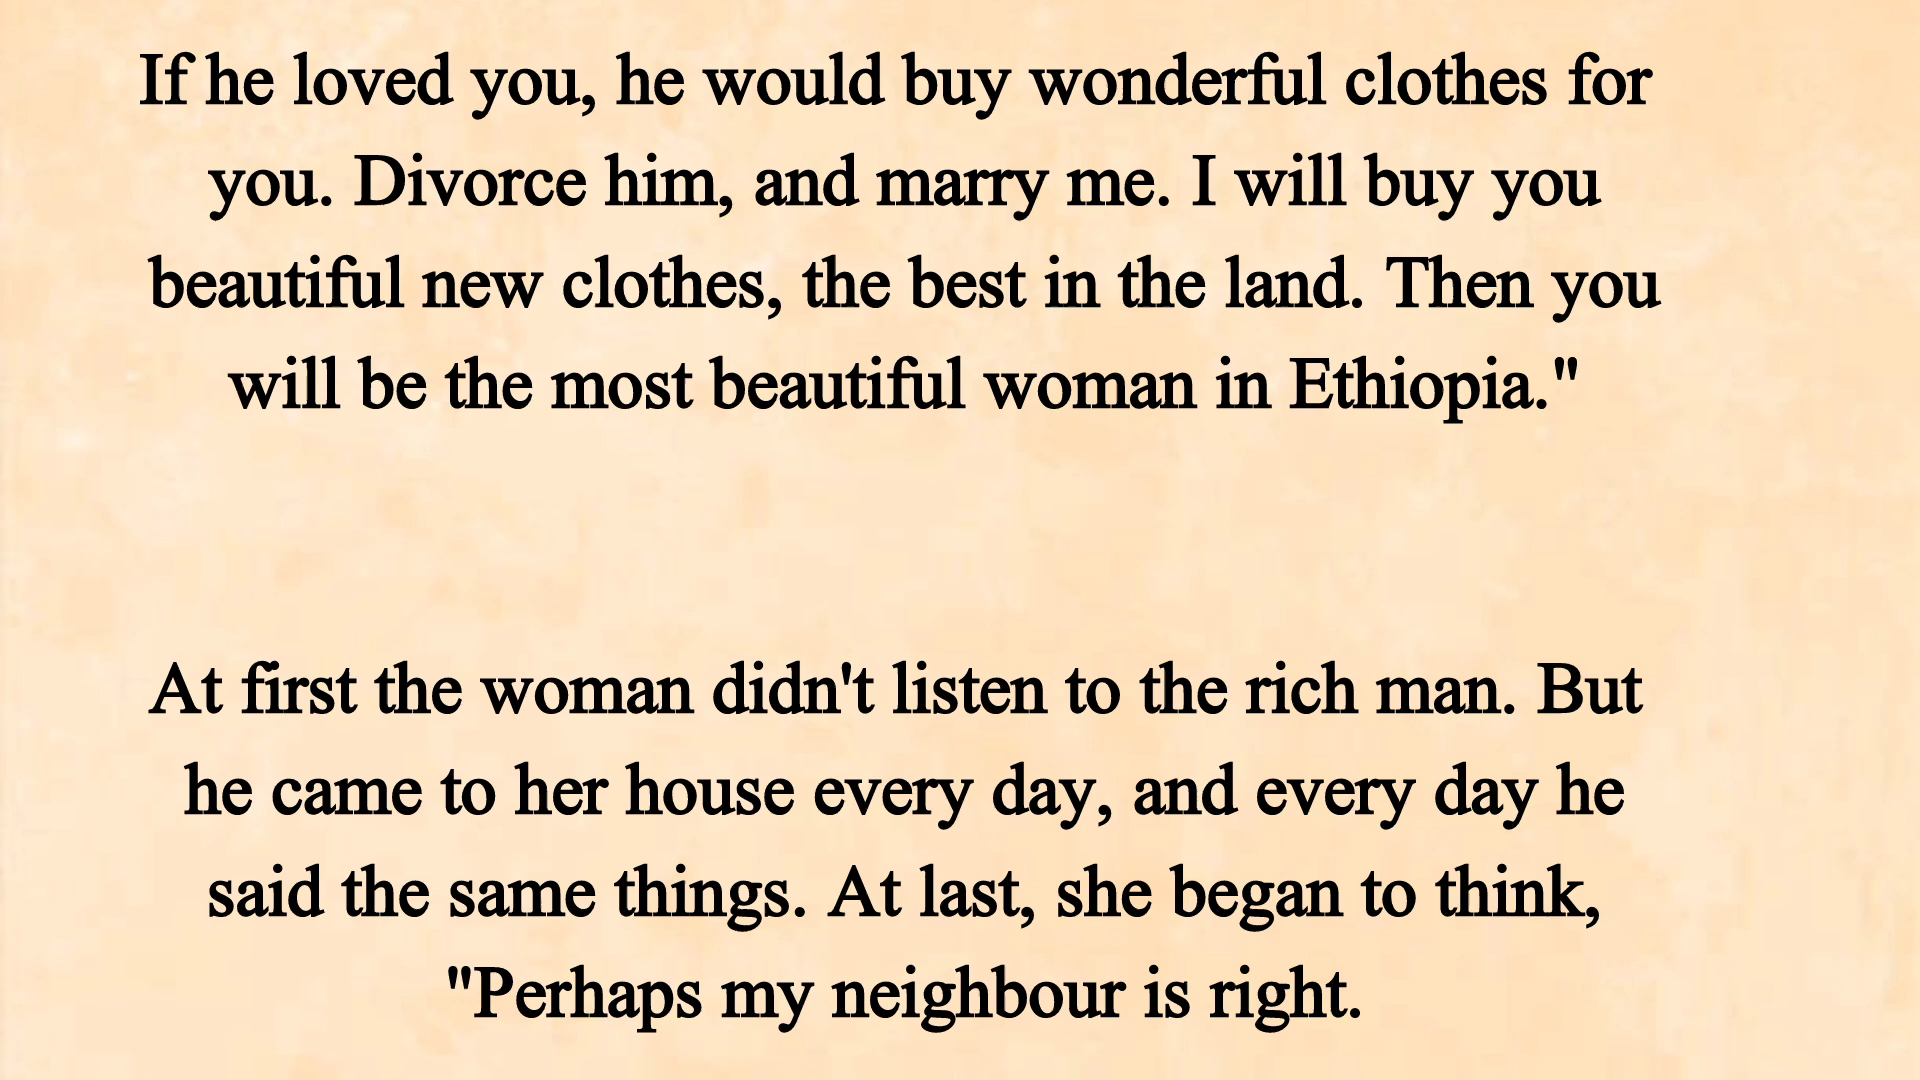 If he loved you, he would buy wonderful clothes for
you. Divorce him, and marry me. I will buy you
beautiful new clothes, the best in the land. Then you
will be the most beautiful woman in Ethiopia."
At first the woman didn't listen to the rich man. But
he came to her house every day, and every day he
said the same things. At last, she began to think,
"Perhaps my neighbour is right.